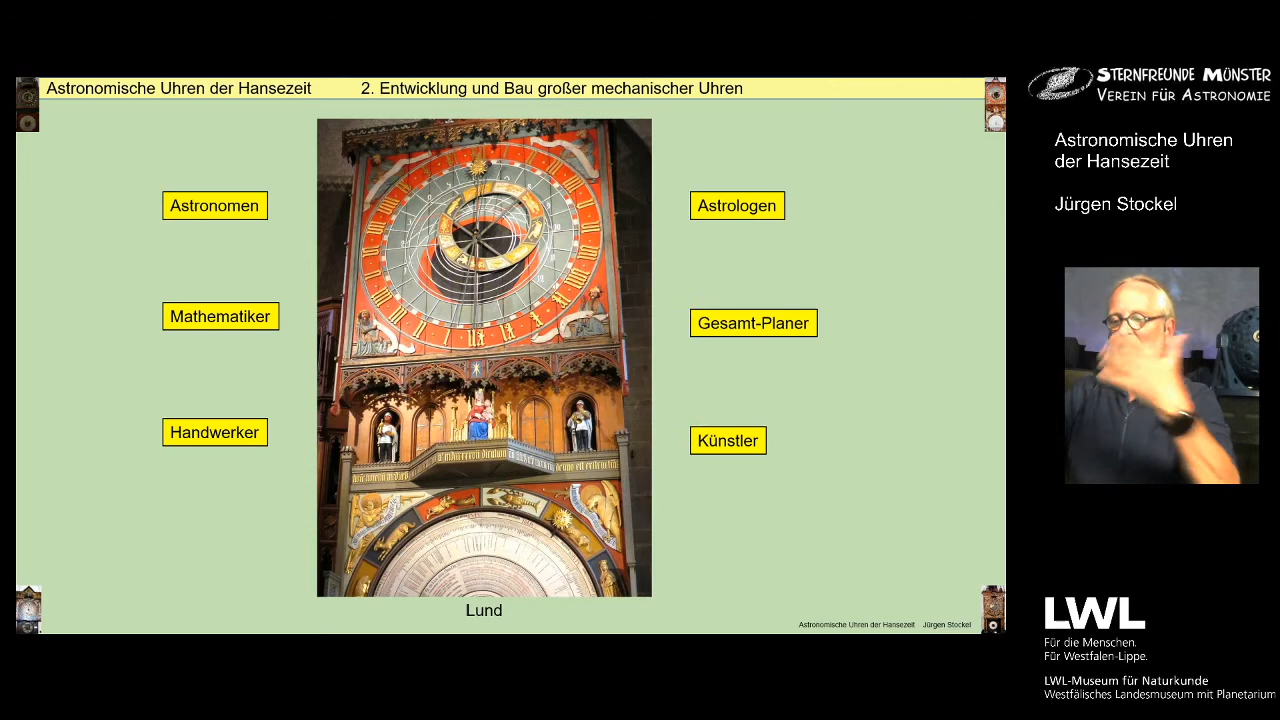 Astronomische Uhren der Hansezeit 2. Entwicklung und Bau großer mechanischer Uhren
Astronomen
Mathematiker
Handwerker
Astrologen
Gesamt-Planer
Künstler
Lund
Astronomische Uhren der Hansezeit Jürgen Stockel
STERNFREUNDE MÜNSTER
VEREIN FÜR ASTRONOMIE
Astronomische Uhren
der Hansezeit
Jürgen Stockel
LWL
Für die Menschen.
Für Westfalen-Lippe.
LWL-Museum für Naturkunde
Westfälisches Landesmuseum mit Planetarium